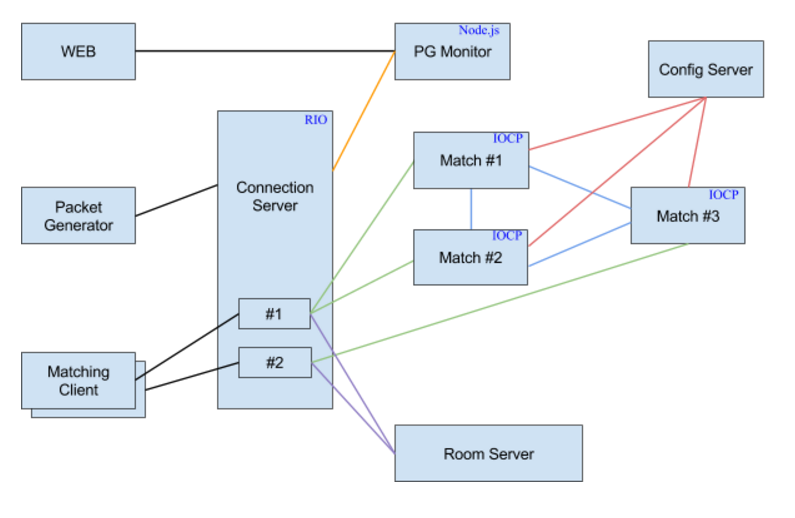 WEB
Node.js
PG Monitor
Config Server
RIO
Connection
Server
IOCP
Match #1
Packet
Generator
IOCP
Match #3
IOCP
Match #2
#1
#2
Matching
Client
Room Server